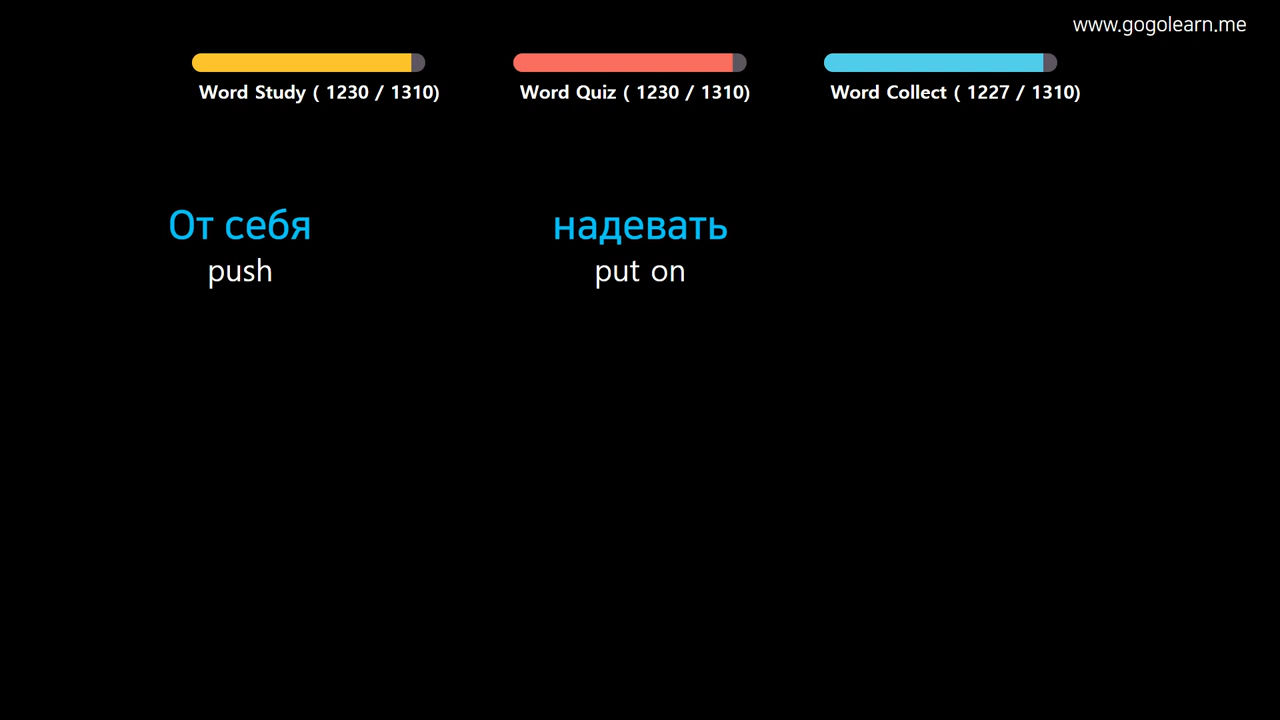 www.gogolearn.me
Word Study ( 1230 / 1310)
Word Quiz ( 1230 / 1310)
Word Collect ( 1227 / 1310)
От себя
push
надевать
put on